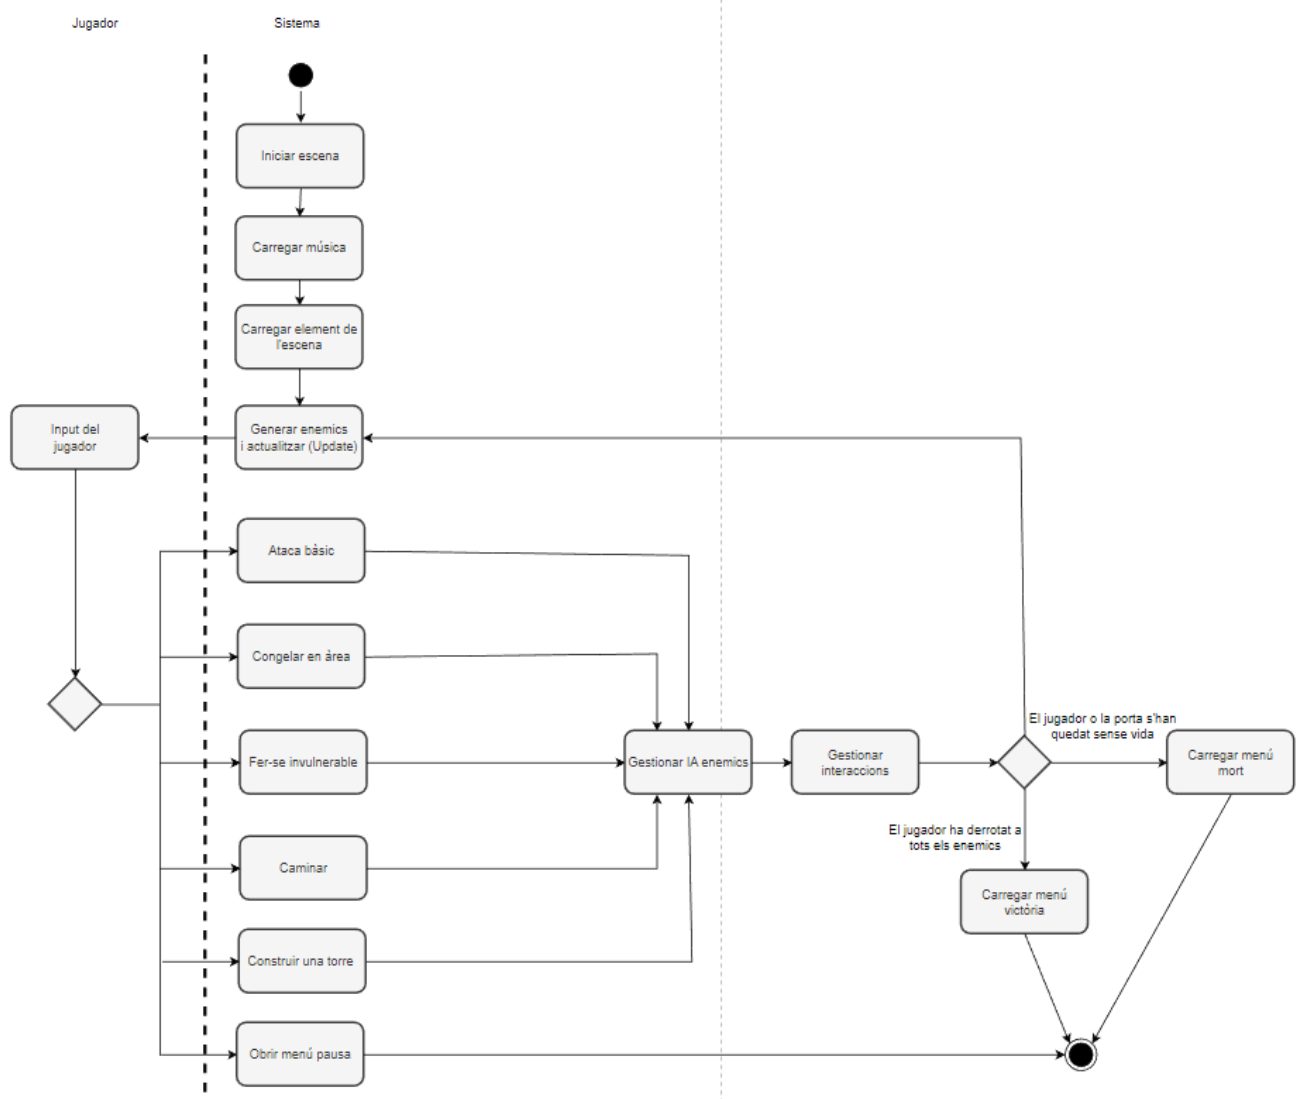 Jugador
Sistema
Iniciar escena
Carregar música
Carregar element de
l'escena
Input del
jugador
Generar enemics
i actualitzar (Update)
Ataca bàsic
Congelar en àrea
Fer-se invulnerable
Caminar
Construir una torre
Obrir menú pausa
Gestionar IA enemics
Gestionar
interaccions
El jugador o la porta s'han
quedat sense vida
Carregar menú
mort
El jugador ha derrotat a
tots els enemics
Carregar menú
victòria